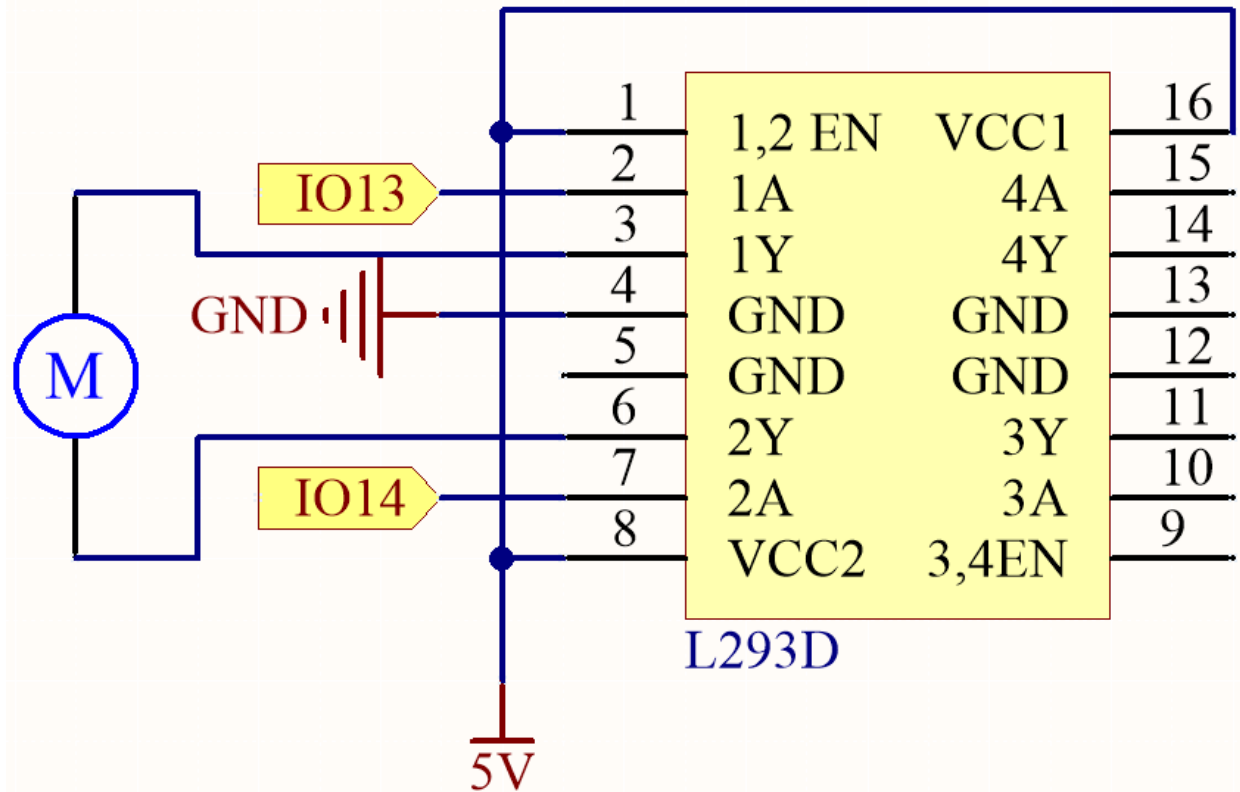 1 16
1,2 EN VCC1
2 15
IO13 1A 4A
3 14
1Y 4Y
4 13
GND GND GND
5 12
GND GND
6 11
M 2Y 3Y
7 10
IO14 2A 3A
8 9
VCC2 3,4EN
L293D
5V